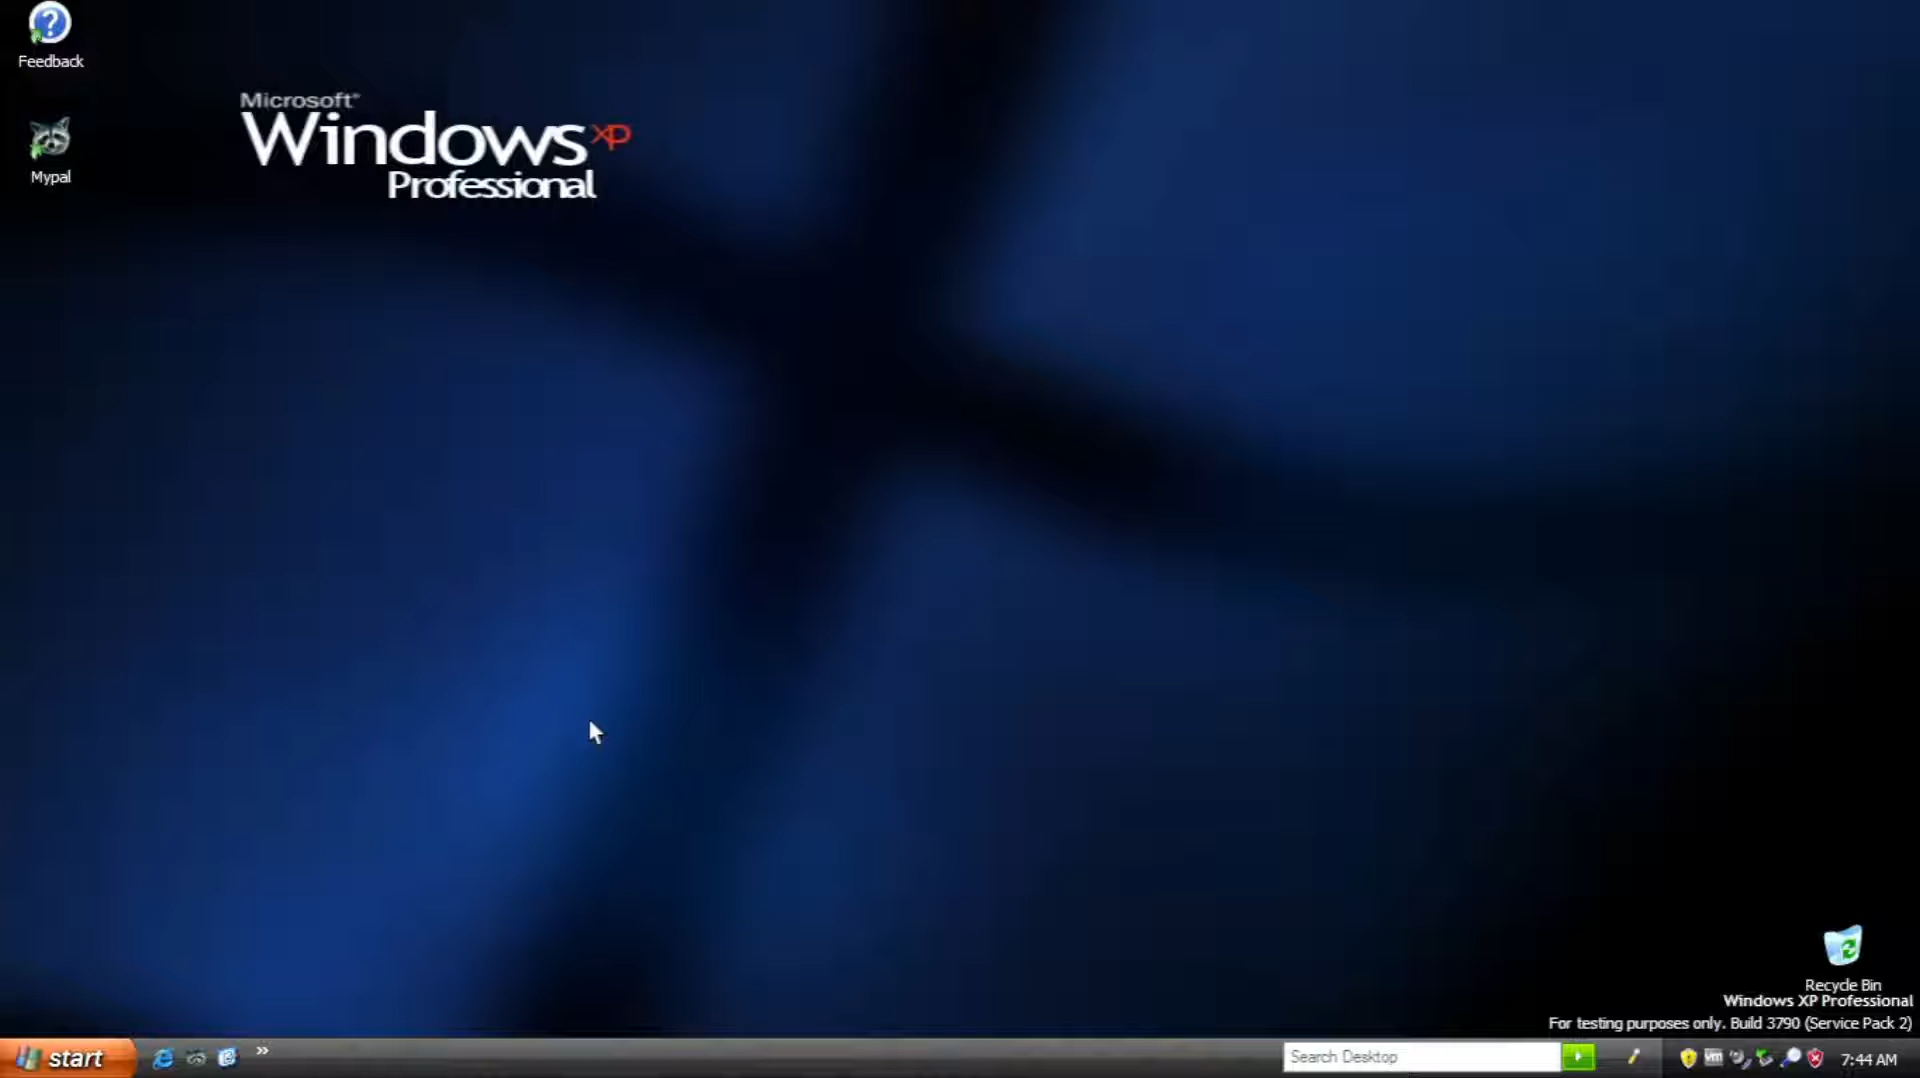 Feedback
Mypal
Microsoft®
Windows xp
Professional
Recycle Bin
Windows XP Professional
For testing purposes only. Build 3790 (Service Pack 2)
start
»
Search Desktop
vm
7:44 AM